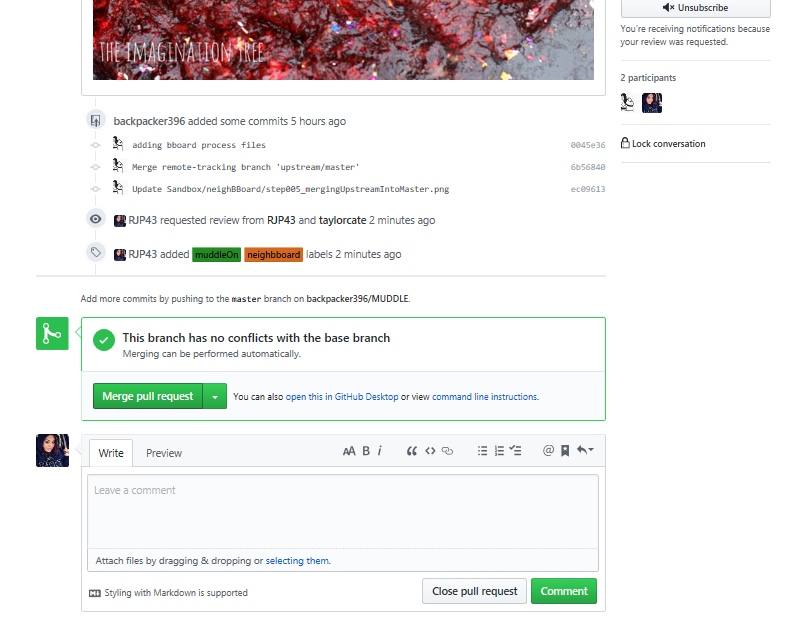 Unsubscribe
You're receiving notifications because
your review was requested.
2 participants
Lock conversation
THE IMAGINATION TREE
backpacker396 added some commits 5 hours ago
adding bboard process files 0045e36
Merge remote-tracking branch 'upstream/master' 6b56840
Update Sandbox/neighBBoard/step005_mergingUpstreamIntoMaster.png ec09613
RJP43 requested review from RJP43 and taylorcate 2 minutes ago
RJP43 added muddleOn neighbboard labels 2 minutes ago
Add more commits by pushing to the master branch on backpacker396/MUDDLE.
This branch has no conflicts with the base branch
Merging can be performed automatically.
Merge pull request You can also open this in GitHub Desktop or view command line instructions.
Write Preview AA B i
Leave a comment
Attach files by dragging & dropping or selecting them.
Styling with Markdown is supported Close pull request Comment